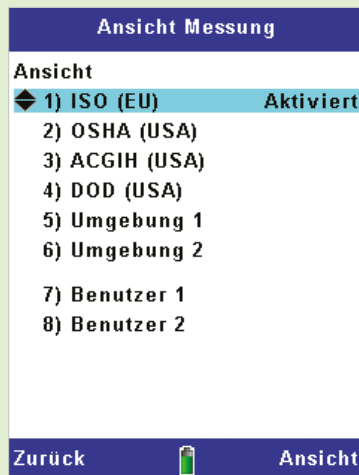 Ansicht Messung
Ansicht
1) ISO (EU) Aktiviert
2) OSHA (USA)
3) ACGIH (USA)
4) DOD (USA)
5) Umgebung 1
6) Umgebung 2
7) Benutzer 1
8) Benutzer 2
Zurück Ansicht